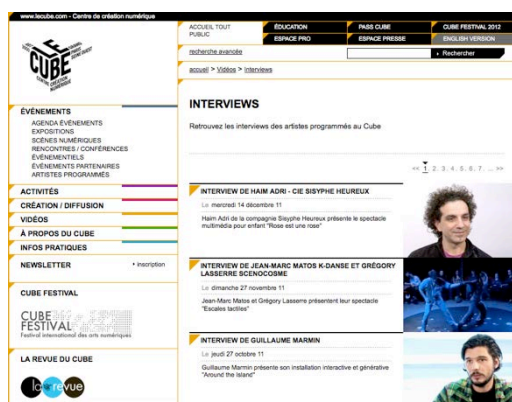 www.lecube.com - Centre de création numérique
ACCUEIL TOUT PUBLIC
ÉDUCATION
PASS CUBE
CUBE FESTIVAL 2012
ESPACE PRO
ESPACE PRESSE
ENGLISH VERSION
recherche avancée
Rechercher
accueil > Vidéos > Interviews
LE CUBE
CENTRE CRÉATION
NUMÉRIQUE
ÉVÉNEMENTS
AGENDA ÉVÉNEMENTS
EXPOSITIONS
SCÈNES NUMÉRIQUES
RENCONTRES / CONFÉRENCES
ÉVÉNEMENTIELS
ÉVÉNEMENTS PARTENAIRES
ARTISTES PROGRAMMÉS
ACTIVITÉS
CRÉATION / DIFFUSION
VIDÉOS
À PROPOS DU CUBE
INFOS PRATIQUES
NEWSLETTER
inscription
CUBE FESTIVAL
CUBE
FESTIVAL
Festival international des arts numériques
LA REVUE DU CUBE
la revue
INTERVIEWS
Retrouvez les interviews des artistes programmés au Cube
<< 1. 2. 3. 4. 5. 6. 7. ... >>
INTERVIEW DE HAIM ADRI - CIE SISYPHE HEUREUX
Le mercredi 14 décembre 11
Haim Adri de la compagnie Sisyphe Heureux présente le spectacle
multimédia pour enfant "Rose est une rose"
INTERVIEW DE JEAN-MARC MATOS K-DANSE ET GRÉGORY
LASSERRE SCENOCOSME
Le dimanche 27 novembre 11
Jean-Marc Matos et Grégory Lasserre présentent leur spectacle
"Escales tactiles"
INTERVIEW DE GUILLAUME MARMIN
Le jeudi 27 octobre 11
Guillaume Marmin présente son installation interactive et générative
"Around the Island"